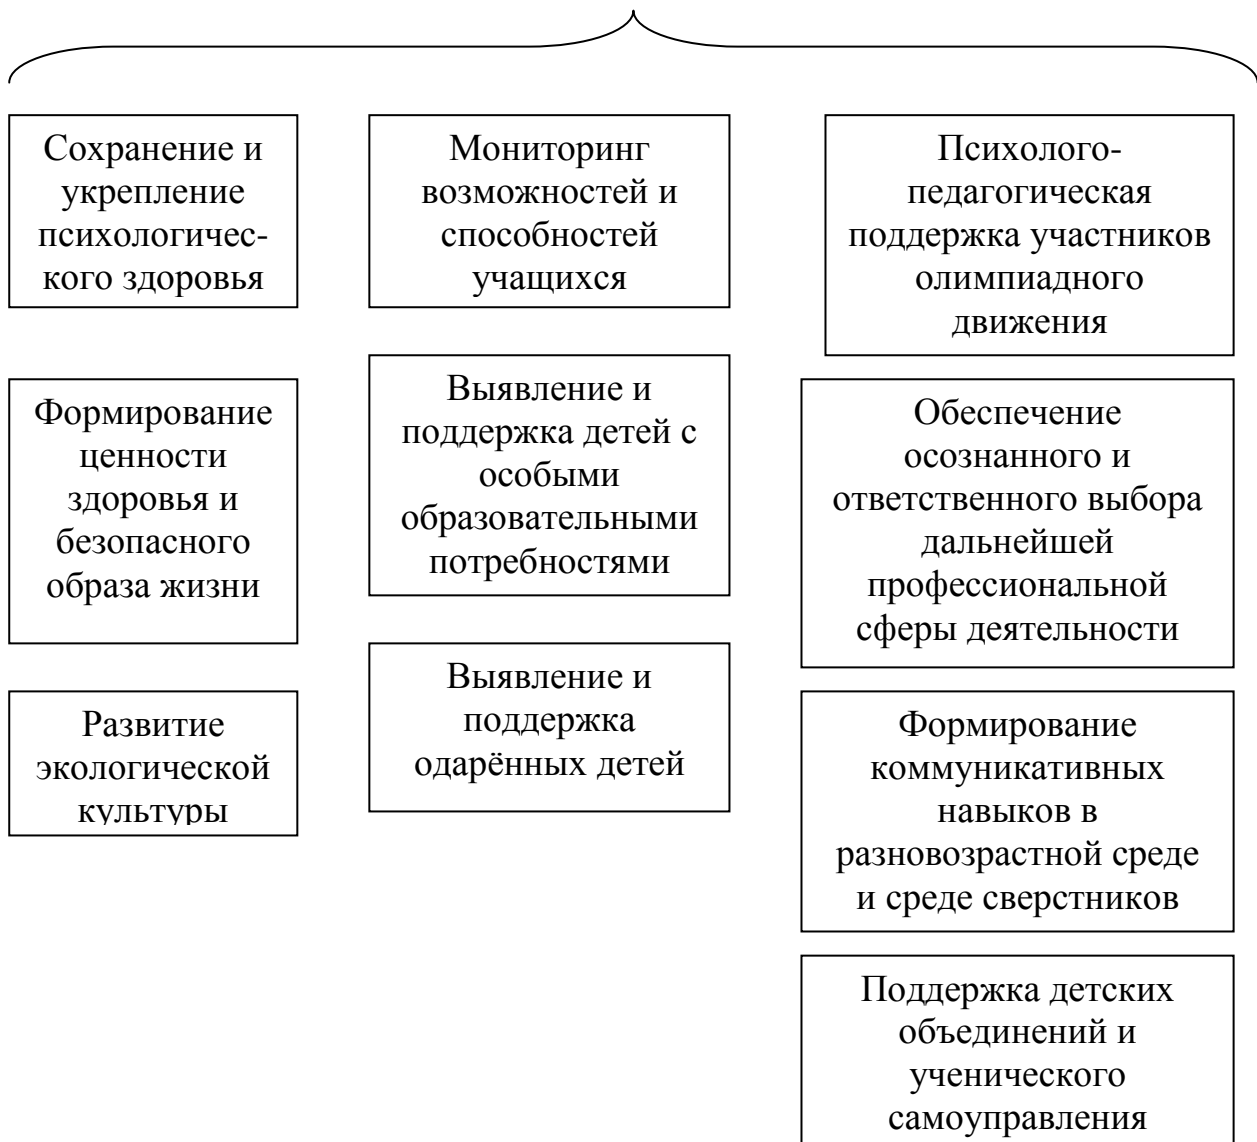 Сохранение и
укрепление
психологичес-
кого здоровья
Формирование
ценности
здоровья и
безопасного
образа жизни
Развитие
экологической
культуры
Мониторинг
возможностей и
способностей
учащихся
Выявление и
поддержка детей с
особыми
образовательными
потребностями
Выявление и
поддержка
одарённых детей
Психолого-
педагогическая
поддержка участников
олимпиадного
движения
Обеспечение
осознанного и
ответственного выбора
дальнейшей
профессиональной
сферы деятельности
Формирование
коммуникативных
навыков в
разновозрастной среде
и среде сверстников
Поддержка детских
объединений и
ученического
самоуправления